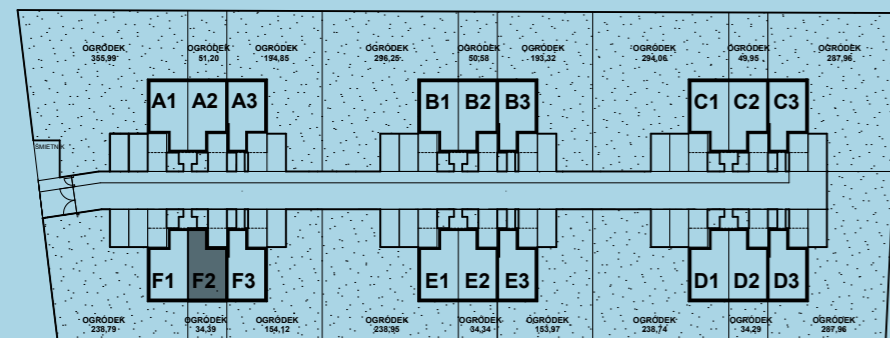 OGRÓDEK OGRÓDEK OGRÓDEK OGRÓDEK OGRÓDEK OGRÓDEK OGRÓDEK OGRÓDEK OGRÓDEK
355,99 51,20 194,85 296,25 50,58 193,32 294,06 49,95 287,96
A1 A2 A3 B1 B2 B3 C1 C2 C3
ŚMIETNIK
F1 F2 F3 E1 E2 E3 D1 D2 D3
OGRÓDEK OGRÓDEK OGRÓDEK OGRÓDEK OGRÓDEK OGRÓDEK OGRÓDEK OGRÓDEK OGRÓDEK
238,79 34,39 154,12 238,95 34,34 153,97 238,74 34,29 287,96